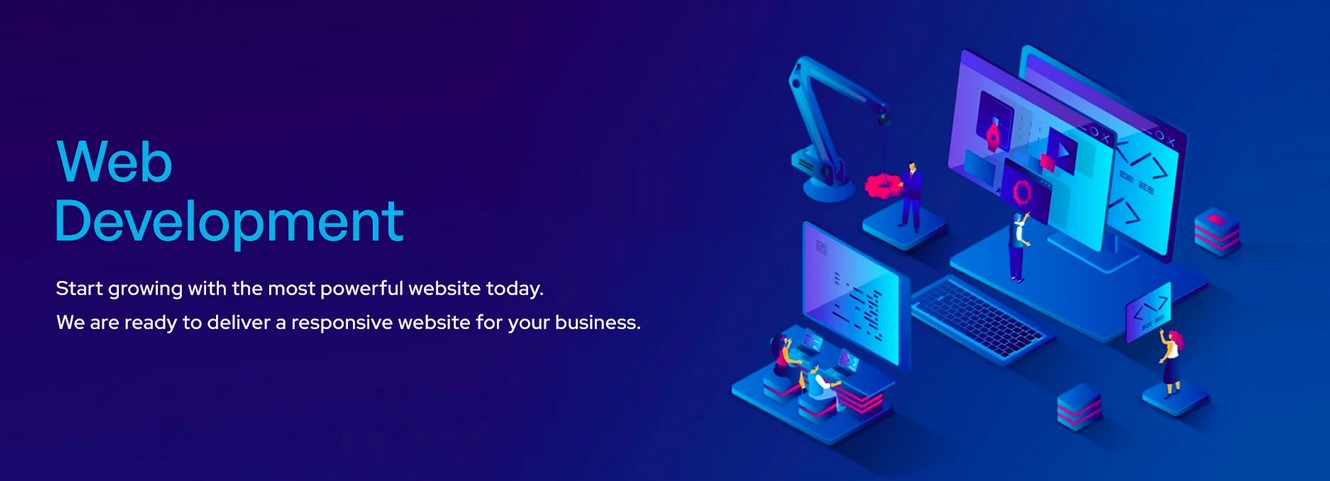 Web
Development
Start growing with the most powerful website today.
We are ready to deliver a responsive website for your business.